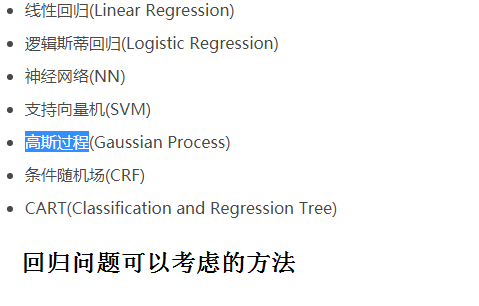 线性回归(Linear Regression)
逻辑斯蒂回归(Logistic Regression)
神经网络(NN)
支持向量机(SVM)
高斯过程(Gaussian Process)
条件随机场(CRF)
CART(Classification and Regression Tree)
回归问题可以考虑的方法